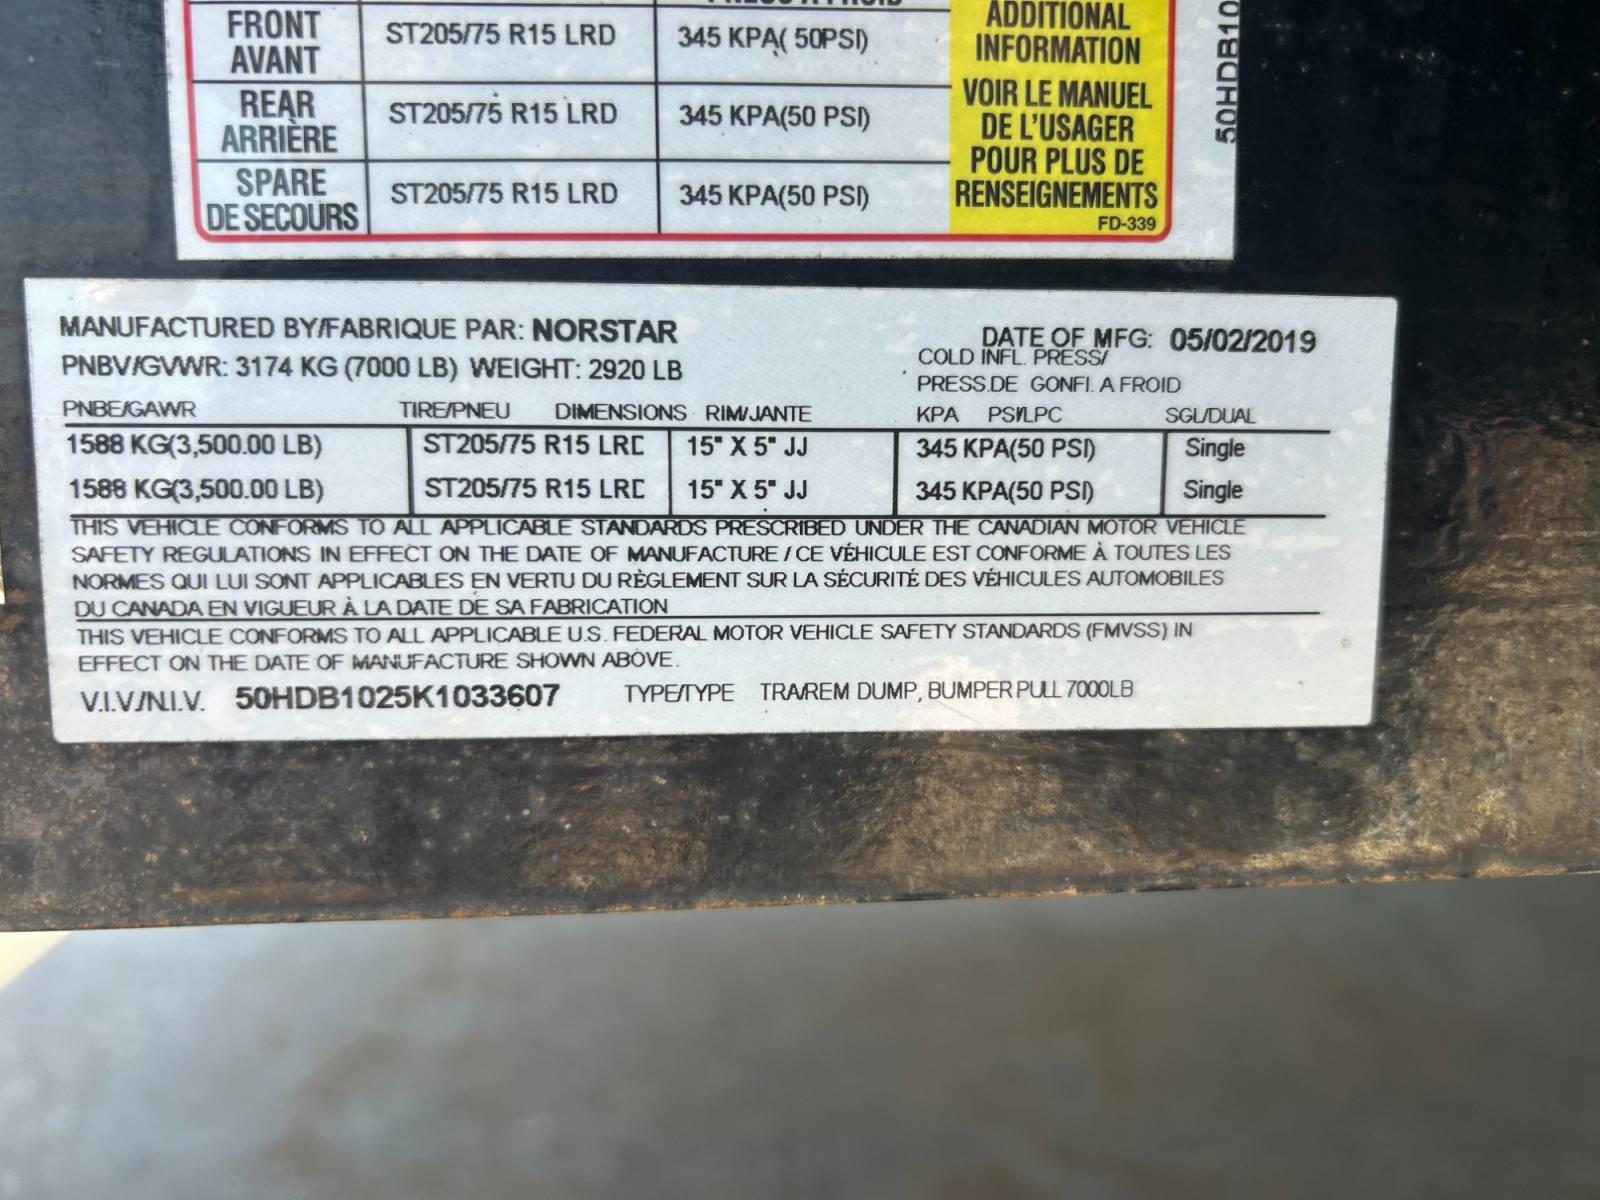 FRONT AVANT ST205/75 R15 LRD 345 KPA( 50PSI)
REAR ARRIÈRE ST205/75 R15 LRD 345 KPA(50 PSI)
SPARE DE SECOURS ST205/75 R15 LRD 345 KPA(50 PSI)
ADDITIONAL
INFORMATION
VOIR LE MANUEL
DE L'USAGER
POUR PLUS DE
RENSEIGNEMENTS
FD-339
50HDB10
MANUFACTURED BY/FABRIQUE PAR: NORSTAR DATE OF MFG: 05/02/2019
PNBV/GVWR: 3174 KG (7000 LB) WEIGHT: 2920 LB COLD INFL. PRESS/
PRESS.DE GONFI. A FROID
PNBE/GAWR TIRE/PNEU DIMENSIONS RIM/JANTE KPA PSI/LPC SGL/DUAL
1588 KG(3,500.00 LB) ST205/75 R15 LRD 15" X 5" JJ 345 KPA(50 PSI) Single
1588 KG(3,500.00 LB) ST205/75 R15 LRD 15" X 5" JJ 345 KPA(50 PSI) Single
THIS VEHICLE CONFORMS TO ALL APPLICABLE STANDARDS PRESCRIBED UNDER THE CANADIAN MOTOR VEHICLE
SAFETY REGULATIONS IN EFFECT ON THE DATE OF MANUFACTURE / CE VÉHICULE EST CONFORME À TOUTES LES
NORMES QUI LUI SONT APPLICABLES EN VERTU DU RÈGLEMENT SUR LA SÉCURITÉ DES VÉHICULES AUTOMOBILES
DU CANADA EN VIGUEUR À LA DATE DE SA FABRICATION
THIS VEHICLE CONFORMS TO ALL APPLICABLE U.S. FEDERAL MOTOR VEHICLE SAFETY STANDARDS (FMVSS) IN
EFFECT ON THE DATE OF MANUFACTURE SHOWN ABOVE.
V.I.V/N.I.V. 50HDB1025K1033607 TYPE/TYPE TRA/REM DUMP, BUMPER PULL 7000LB